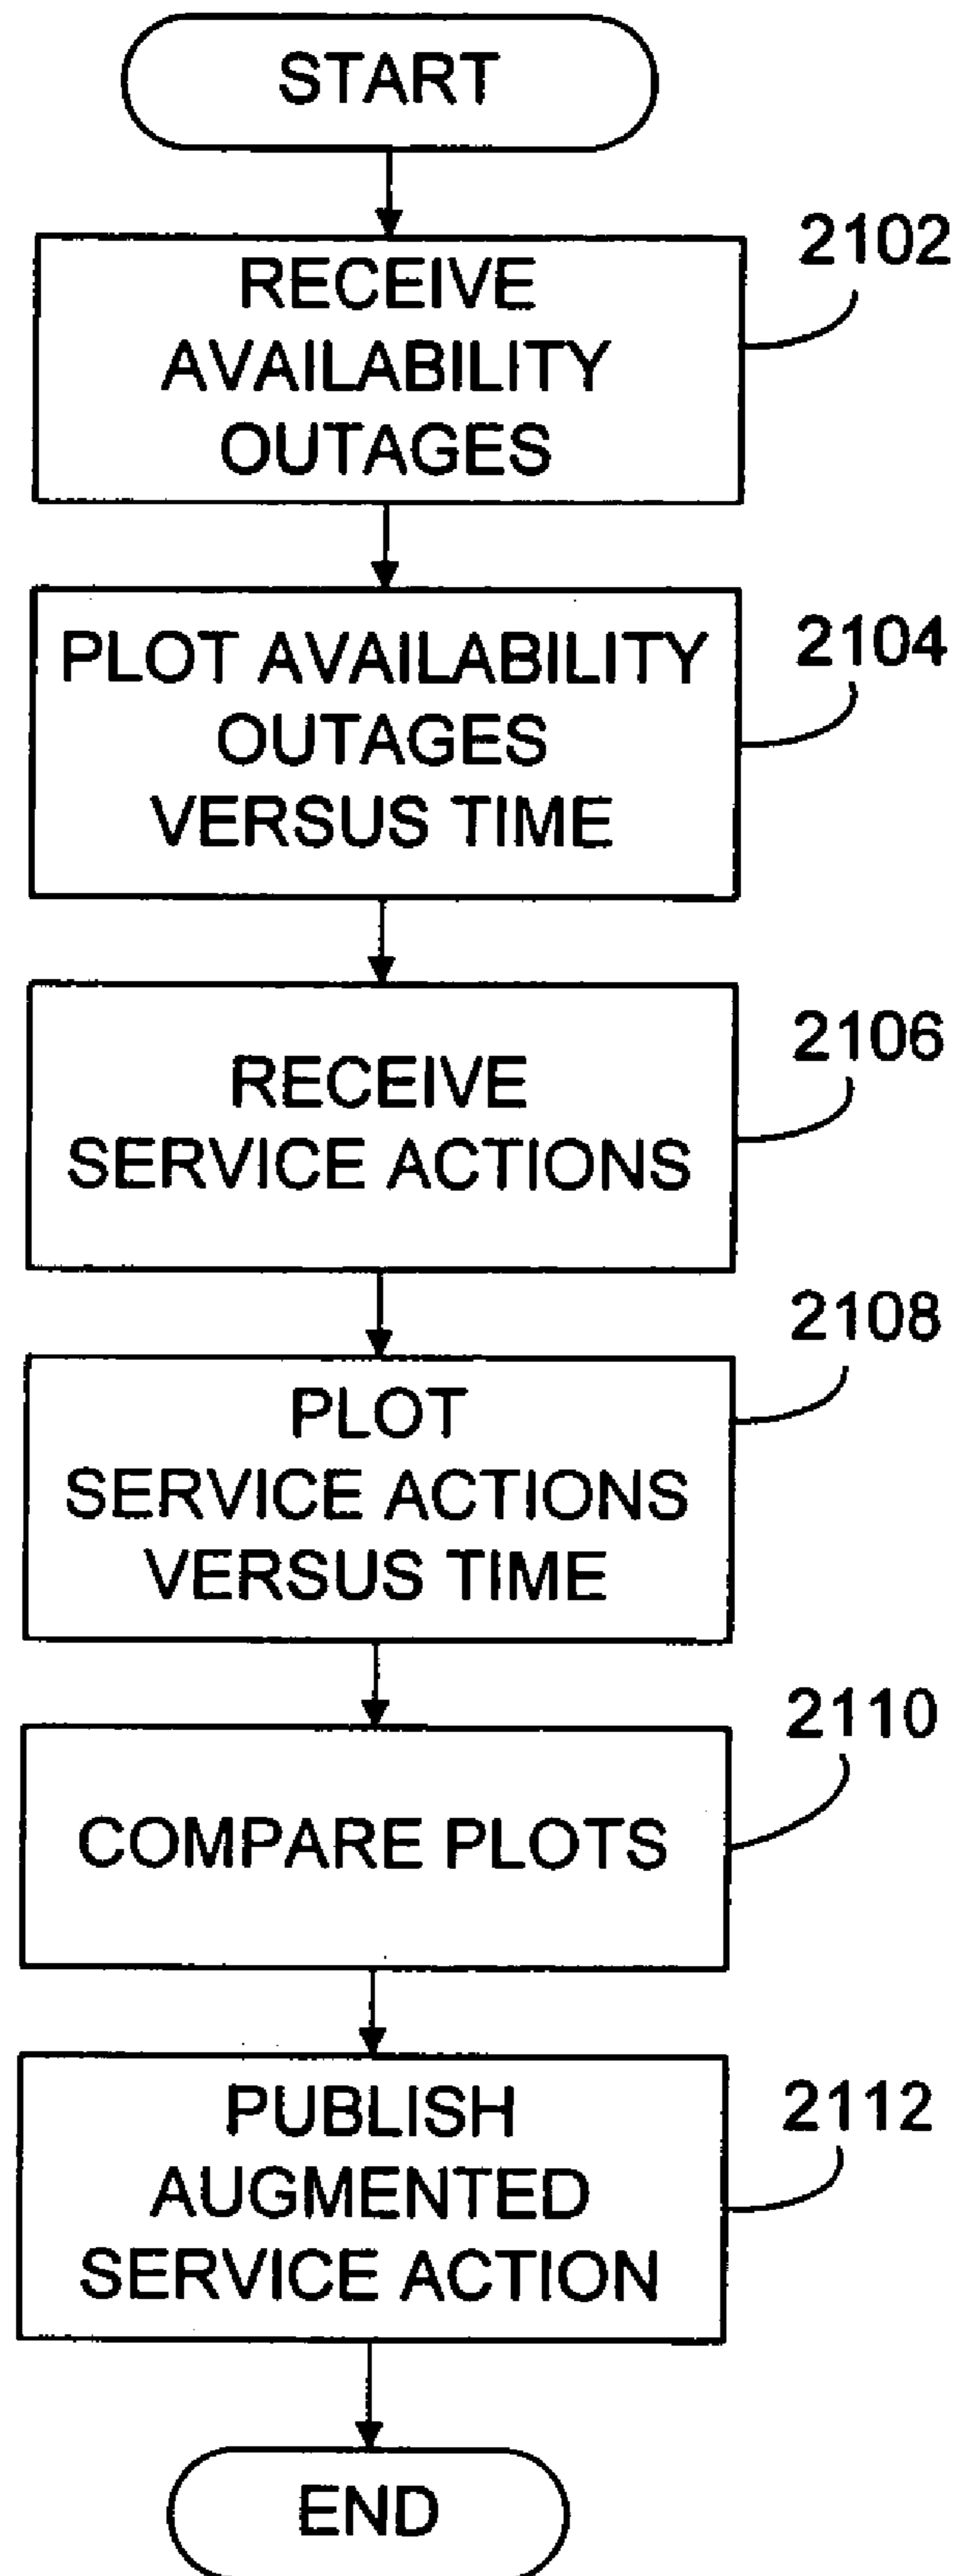 START
2102
RECEIVE
AVAILABILITY
OUTAGES
2104
PLOT AVAILABILITY
OUTAGES
VERSUS TIME
2106
RECEIVE
SERVICE ACTIONS
2108
PLOT
SERVICE ACTIONS
VERSUS TIME
2110
COMPARE PLOTS
2112
PUBLISH
AUGMENTED
SERVICE ACTION
END